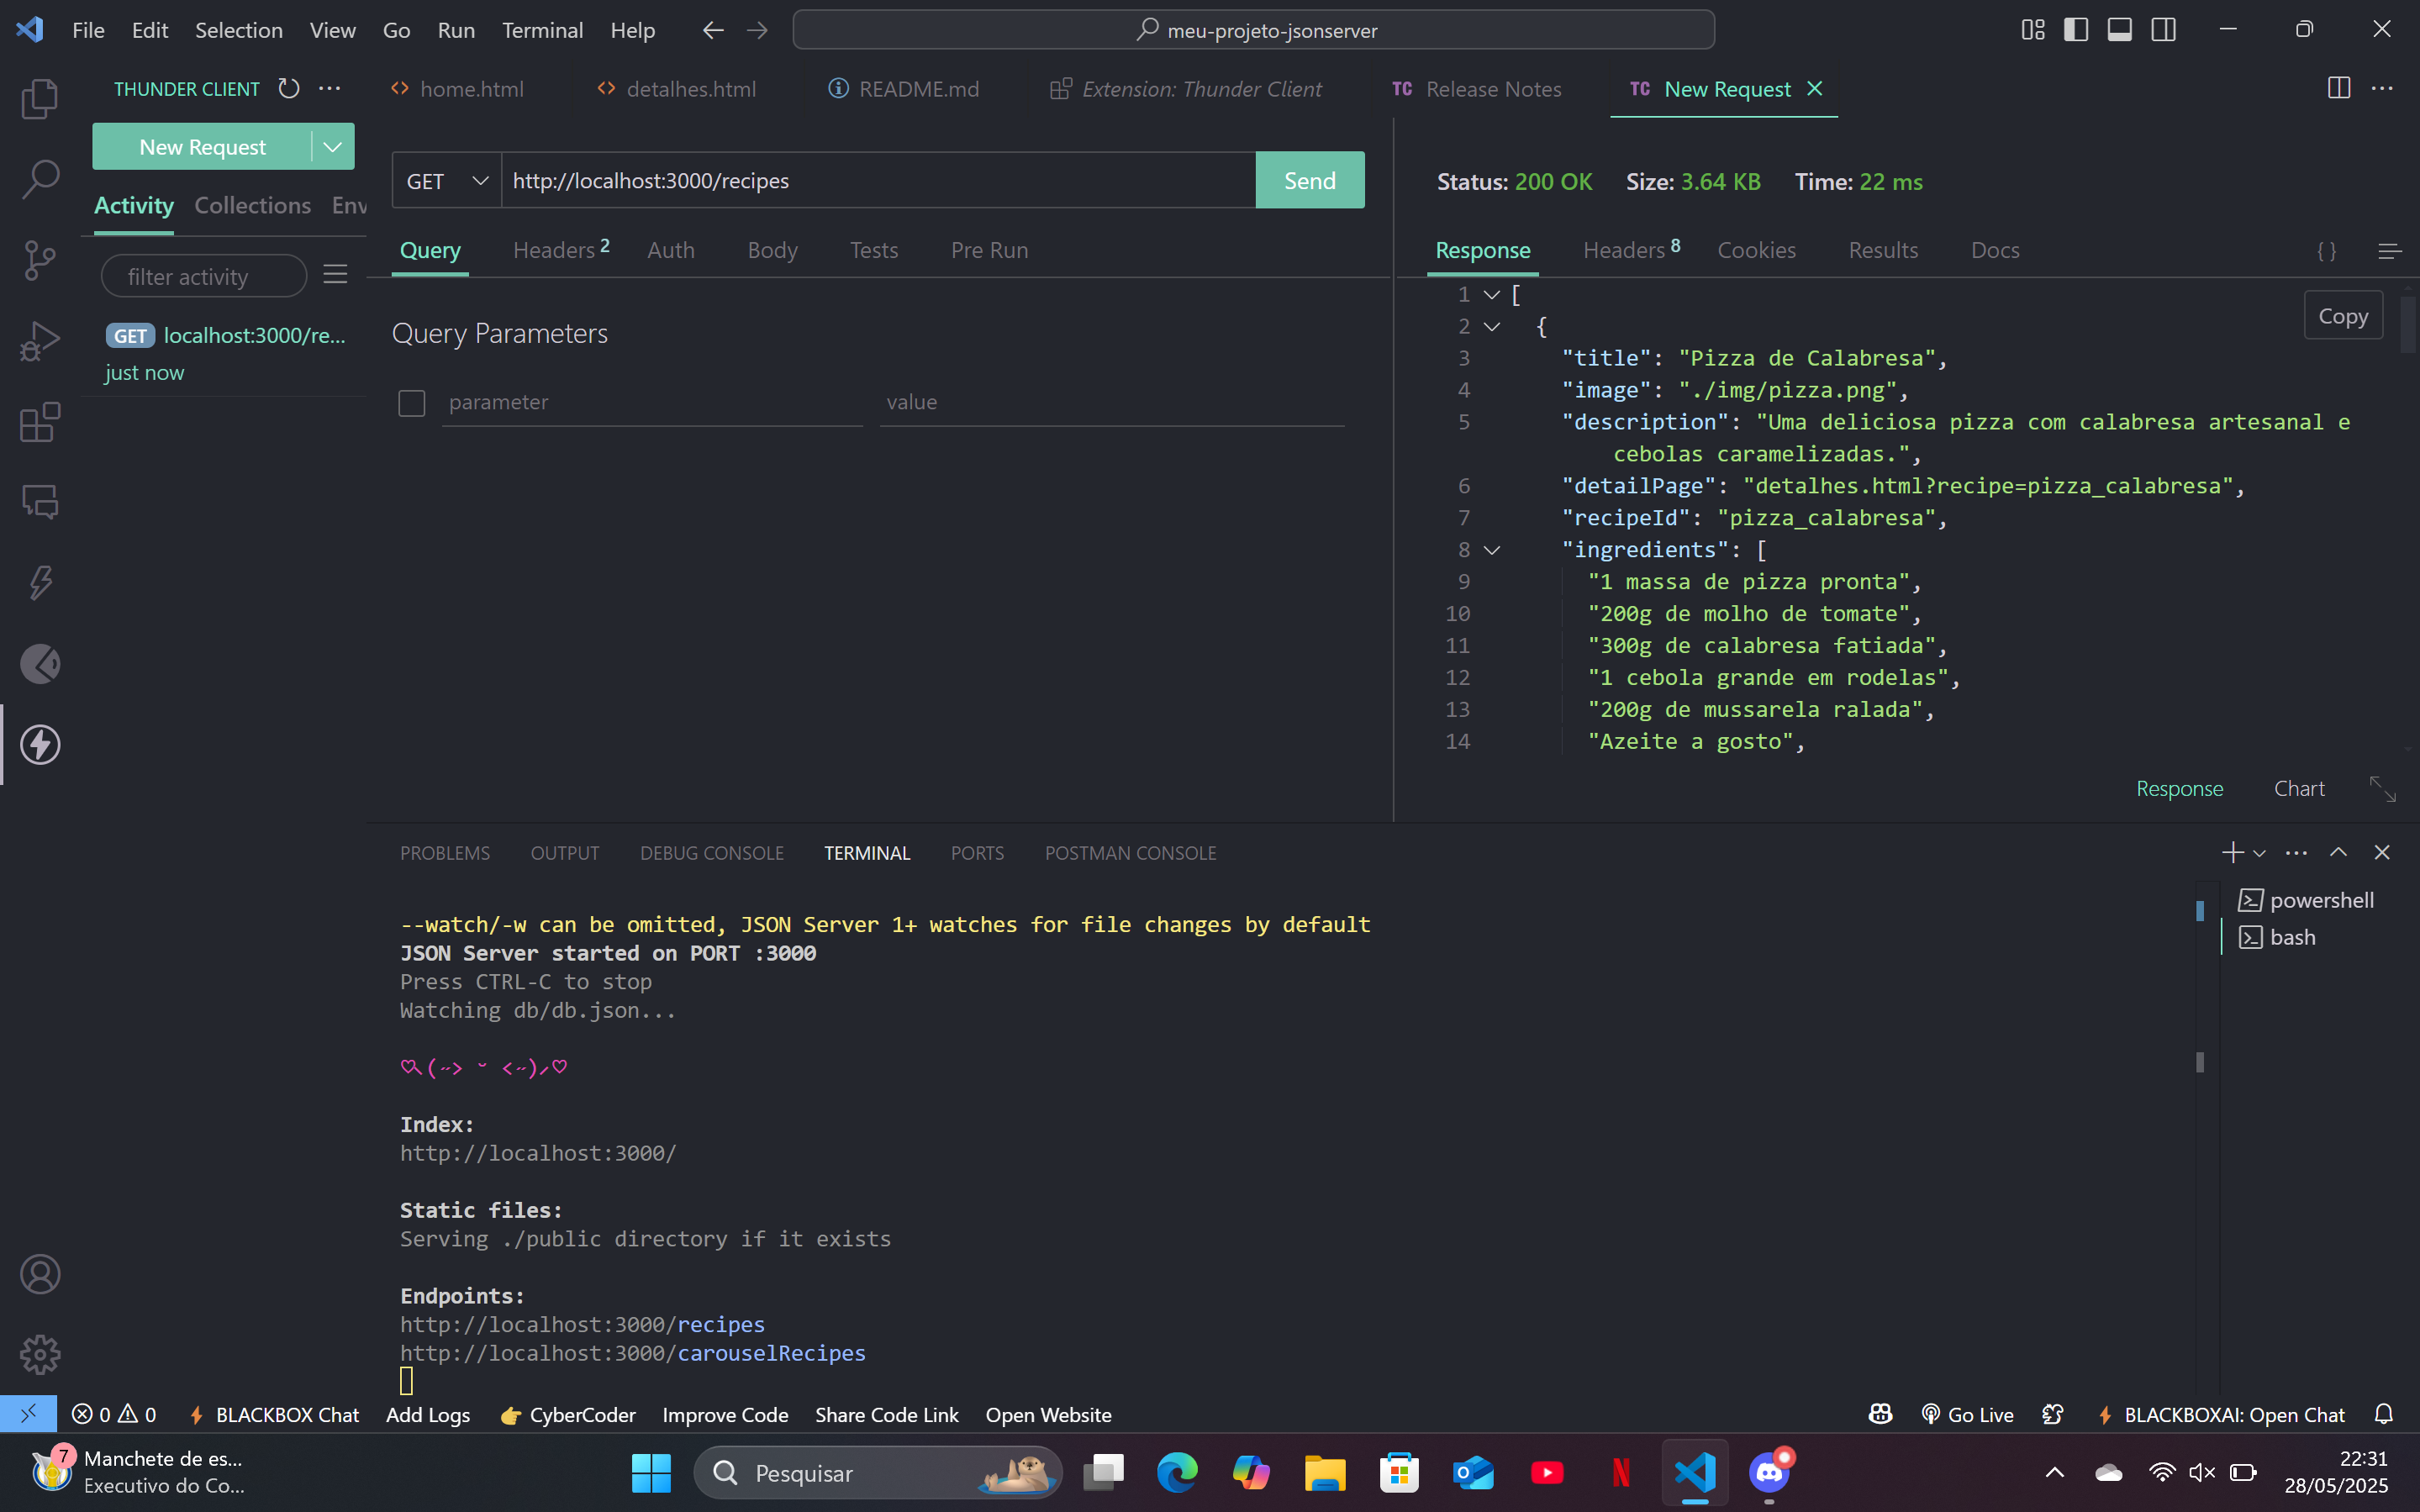 File Edit Selection View Go Run Terminal Help
meu-projeto-jsonserver
THUNDER CLIENT
home.html
detalhes.html
README.md
Extension: Thunder Client
TC Release Notes
TC New Request
New Request
Activity Collections Env
filter activity
GET localhost:3000/re...
just now
GET
http://localhost:3000/recipes
Send
Query Headers 2 Auth Body Tests Pre Run
Query Parameters
parameter
value
Status: 200 OK Size: 3.64 KB Time: 22 ms
Response Headers 8 Cookies Results Docs { }
Copy
1 [
2 {
3 "title": "Pizza de Calabresa",
4 "image": "./img/pizza.png",
5 "description": "Uma deliciosa pizza com calabresa artesanal e
cebolas caramelizadas.",
6 "detailPage": "detalhes.html?recipe=pizza_calabresa",
7 "recipeId": "pizza_calabresa",
8 "ingredients": [
9 "1 massa de pizza pronta",
10 "200g de molho de tomate",
11 "300g de calabresa fatiada",
12 "1 cebola grande em rodelas",
13 "200g de mussarela ralada",
14 "Azeite a gosto",
Response Chart
PROBLEMS OUTPUT DEBUG CONSOLE TERMINAL PORTS POSTMAN CONSOLE
powershell
bash
--watch/-w can be omitted, JSON Server 1+ watches for file changes by default
JSON Server started on PORT :3000
Press CTRL-C to stop
Watching db/db.json...
♡⸜(˶˃ ᵕ ˂˶)⸝♡
Index:
http://localhost:3000/
Static files:
Serving ./public directory if it exists
Endpoints:
http://localhost:3000/recipes
http://localhost:3000/carouselRecipes
0 0 BLACKBOX Chat Add Logs 👉 CyberCoder Improve Code Share Code Link Open Website
Go Live BLACKBOXAI: Open Chat
7
Manchete de es...
Executivo do Co...
Pesquisar
22:31
28/05/2025